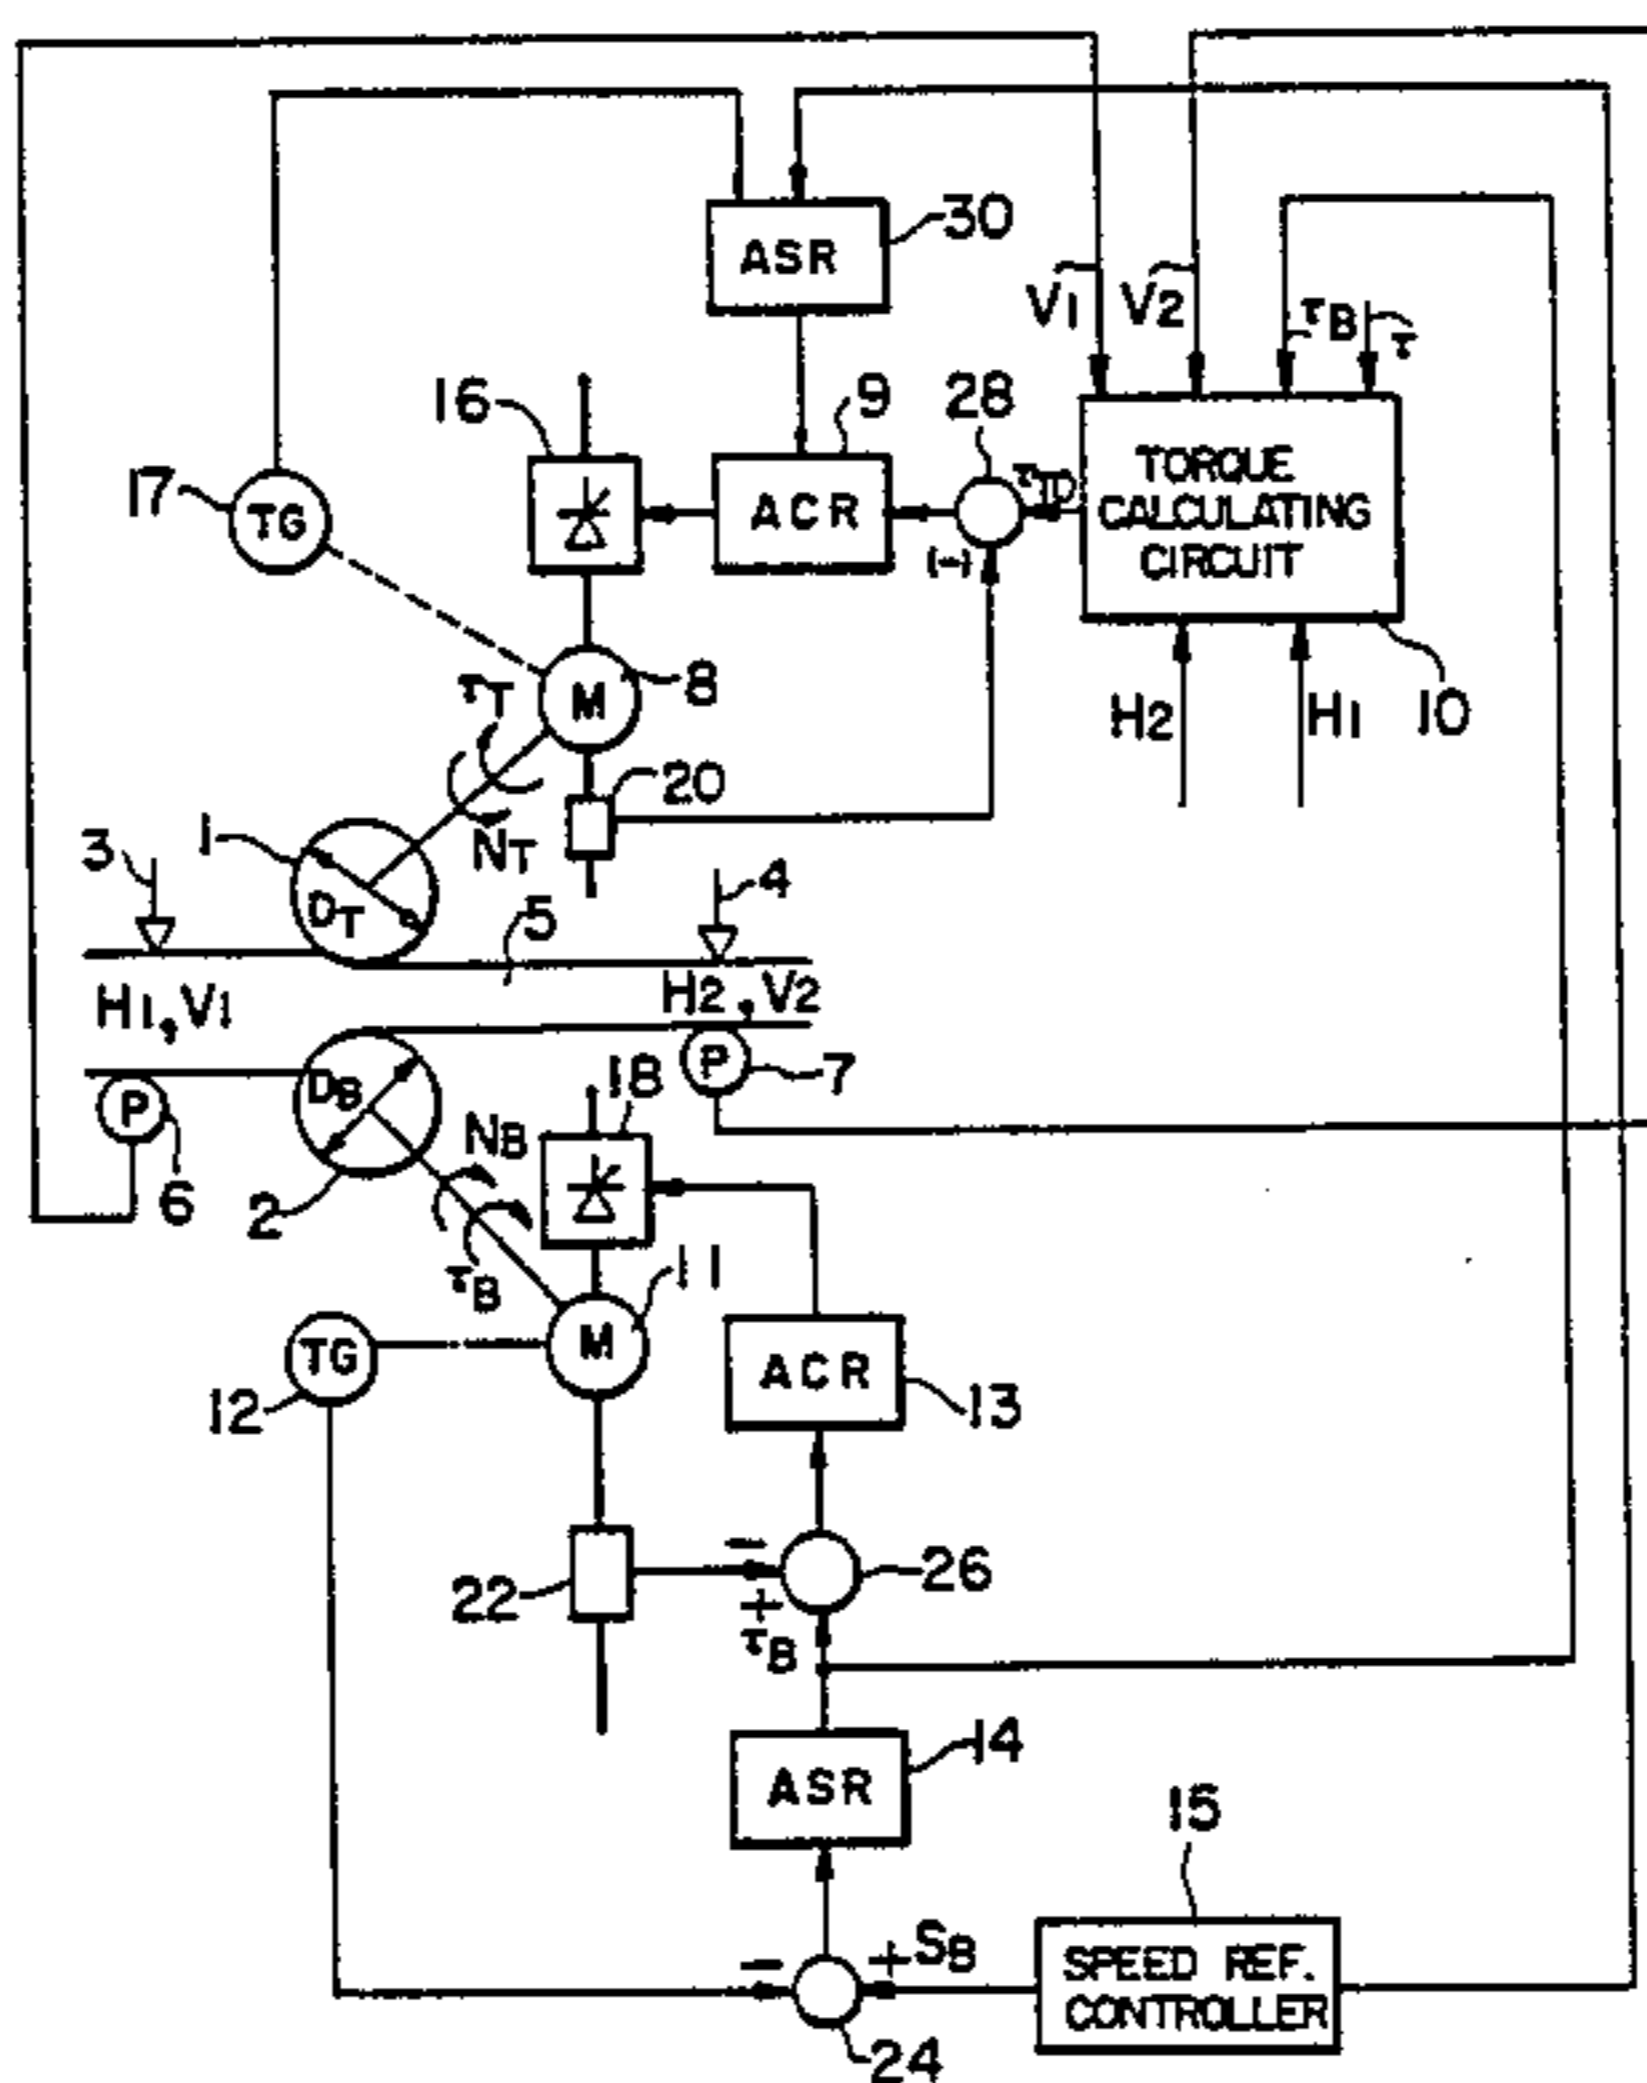 30
ASR
V1
V2
τB
τ
16
9
28
17
TG
ACR
τTD
(-)
TORQUE
CALCULATING
CIRCUIT
τT
M
8
H2
H1
10
20
NT
3
1
4
DT
5
H1,V1
H2,V2
DB
P
7
18
P
6
2
NB
τB
11
TG
M
ACR
12
13
22
-
26
+
τB
14
ASR
15
-
+SB
SPEED REF.
CONTROLLER
24